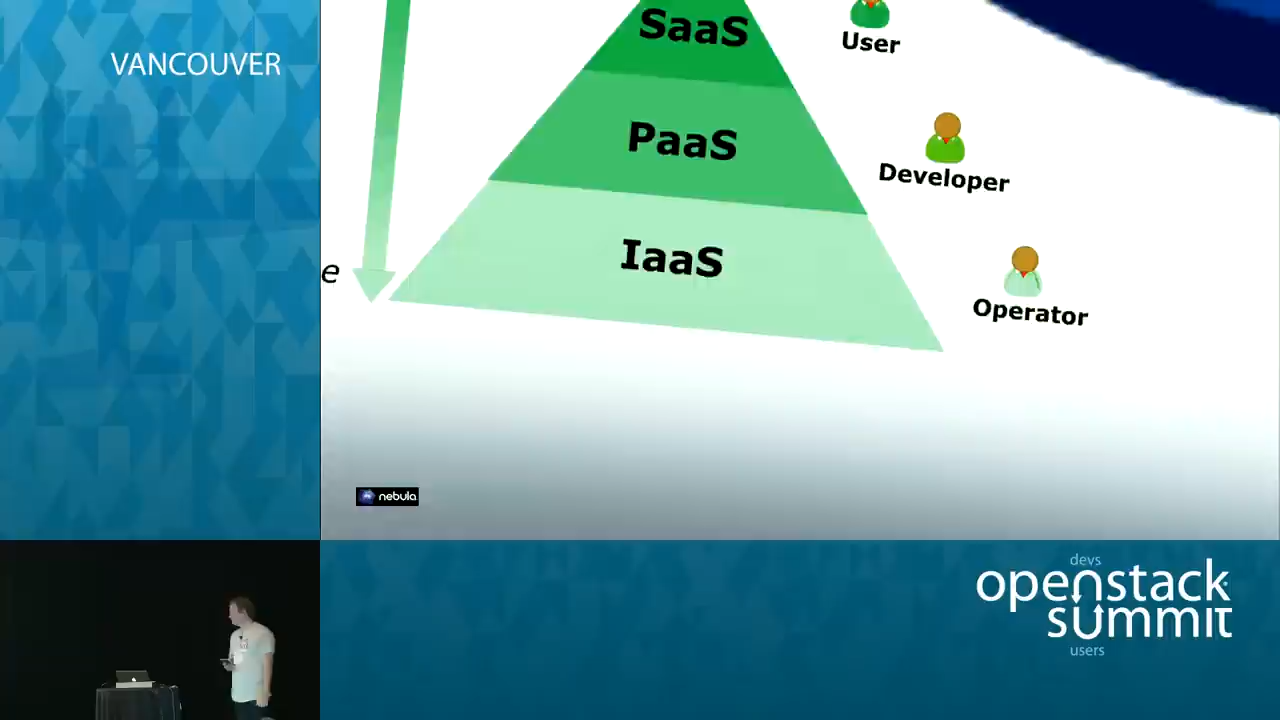 VANCOUVER
SaaS
User
PaaS
Developer
IaaS
e
Operator
nebula
devs
openstack
summit
users